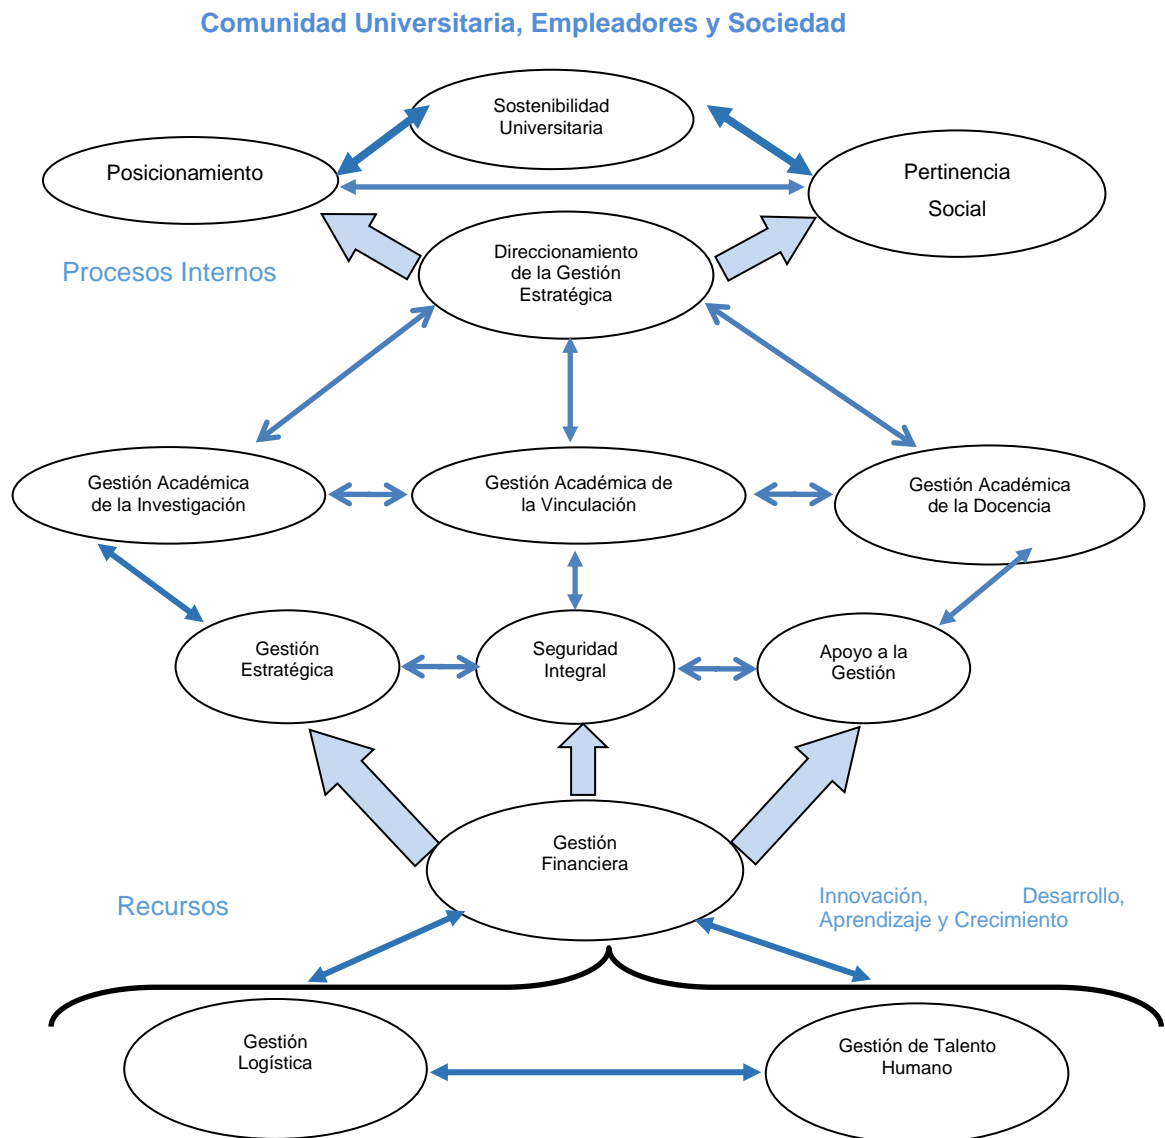 Comunidad Universitaria, Empleadores y Sociedad
Sostenibilidad
Universitaria
Posicionamiento
Pertinencia
Social
Direccionamiento
de la Gestión
Estratégica
Procesos Internos
Gestión Académica
de la Investigación
Gestión Académica de
la Vinculación
Gestión Académica
de la Docencia
Gestión
Estratégica
Seguridad
Integral
Apoyo a la
Gestión
Gestión
Financiera
Recursos
Innovación, Desarrollo,
Aprendizaje y Crecimiento
Gestión
Logística
Gestión de Talento
Humano